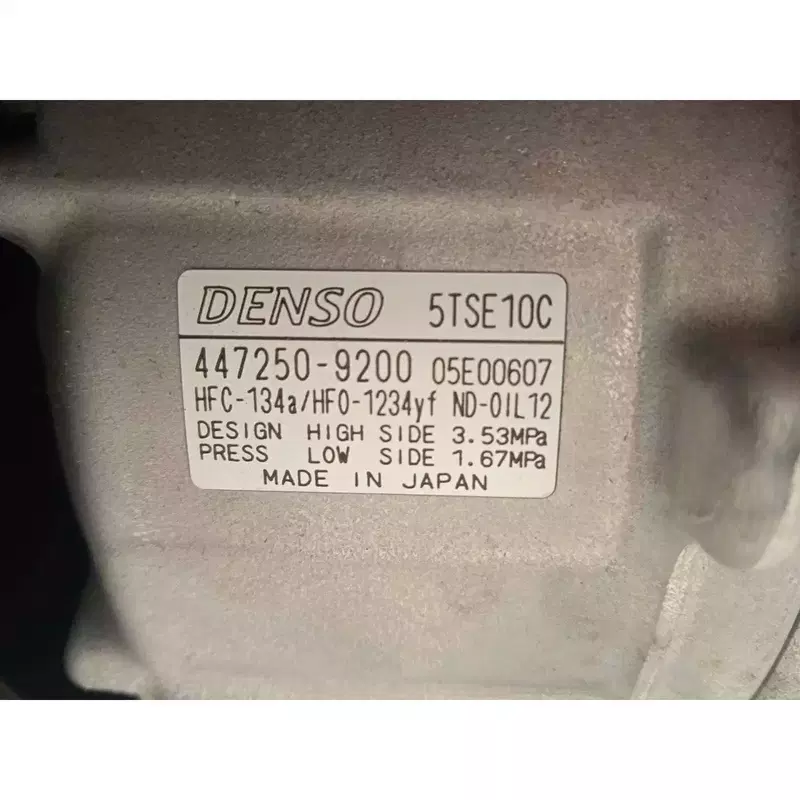 DENSO 5TSE10C
447250-9200 05E00607
HFC-134a/HFO-1234yf ND-OIL12
DESIGN HIGH SIDE 3.53MPa
PRESS LOW SIDE 1.67MPa
MADE IN JAPAN